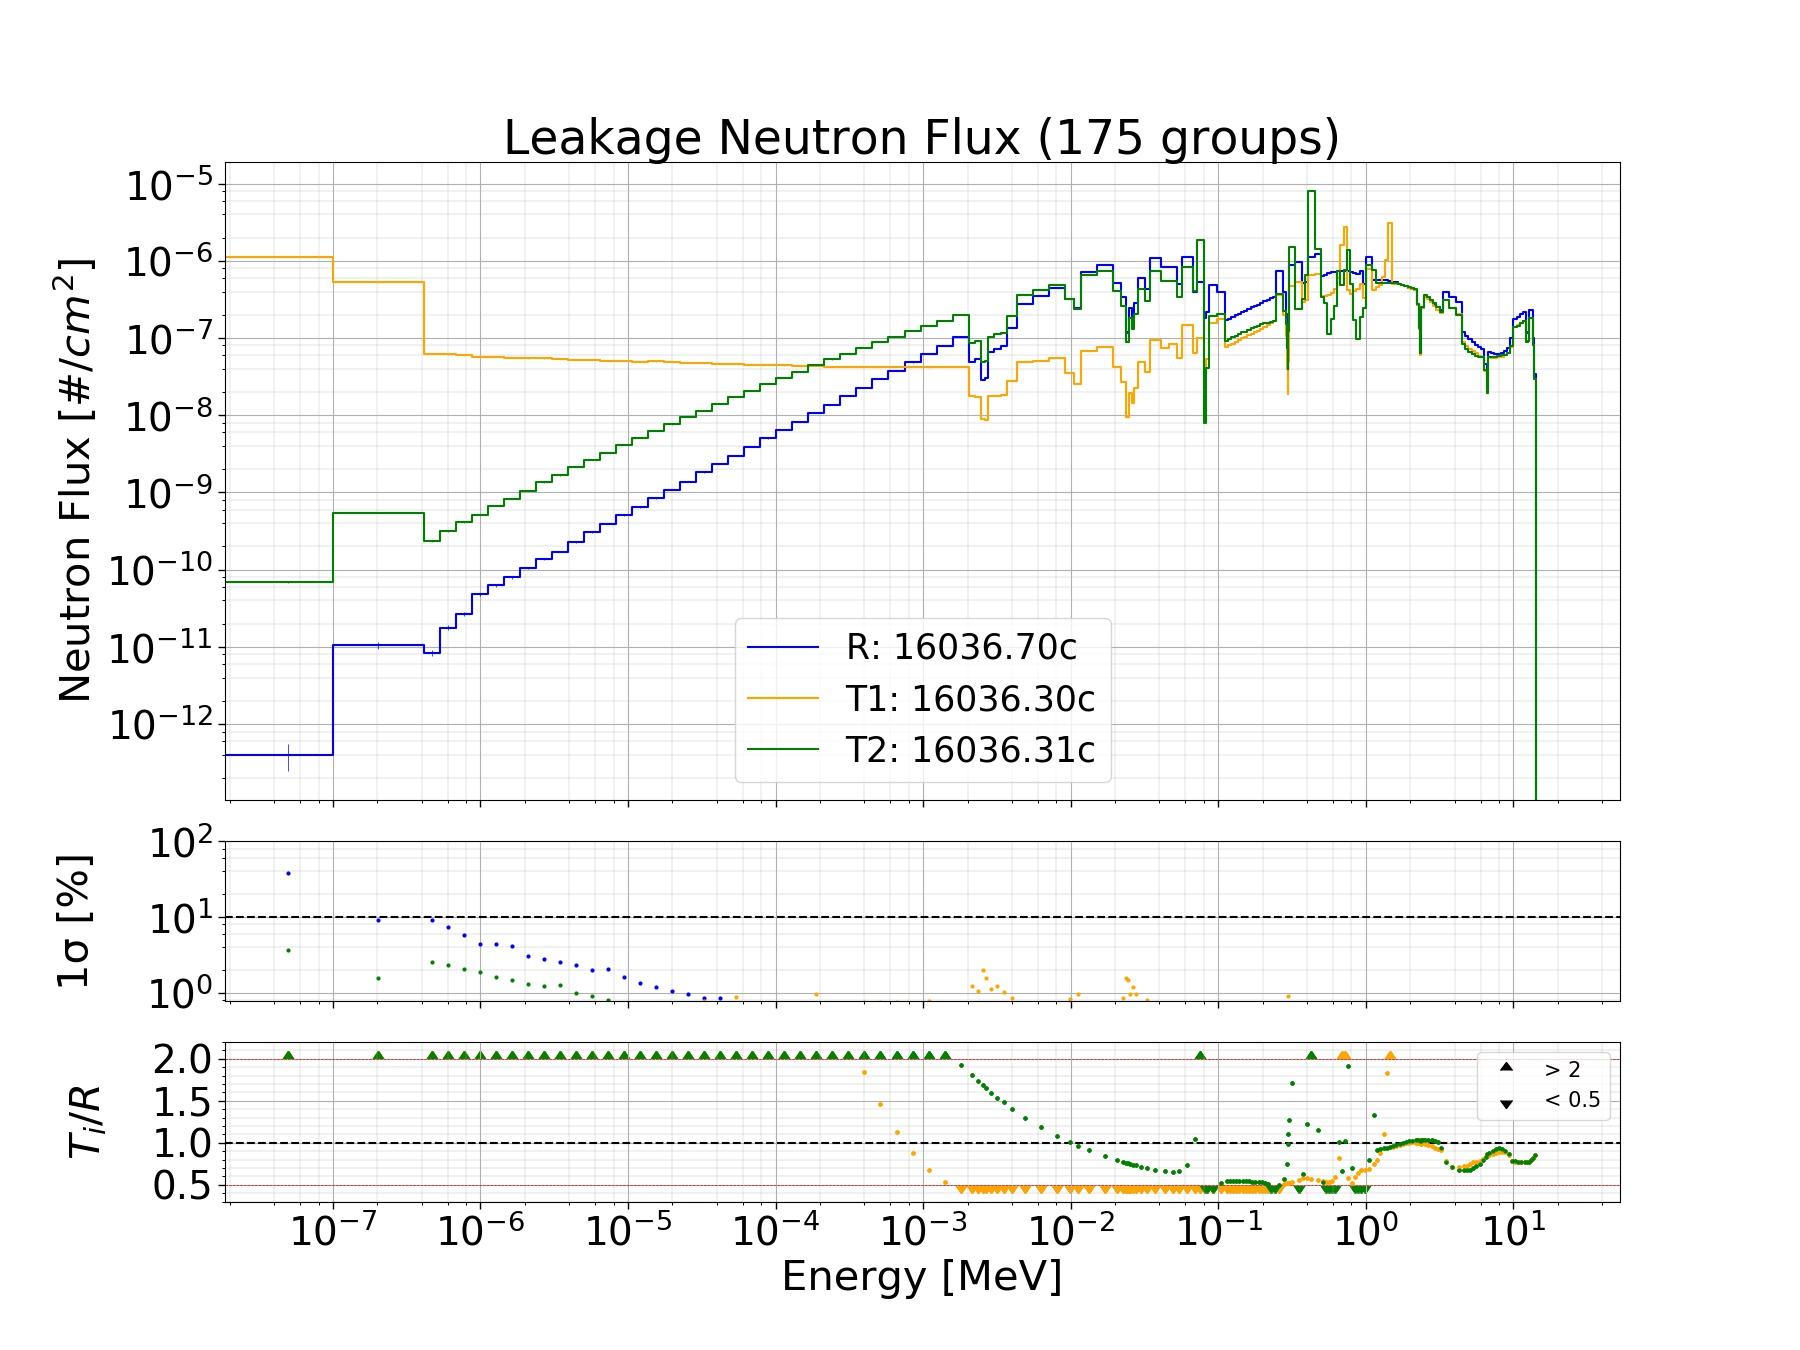 Leakage Neutron Flux (175 groups)
Neutron Flux [#/cm²]
10⁻⁵
10⁻⁶
10⁻⁷
10⁻⁸
10⁻⁹
10⁻¹⁰
10⁻¹¹
10⁻¹²
R: 16036.70c
T1: 16036.30c
T2: 16036.31c
1σ [%]
10²
10¹
10⁰
Tᵢ/R
2.0
1.5
1.0
0.5
> 2
< 0.5
10⁻⁷ 10⁻⁶ 10⁻⁵ 10⁻⁴ 10⁻³ 10⁻² 10⁻¹ 10⁰ 10¹
Energy [MeV]